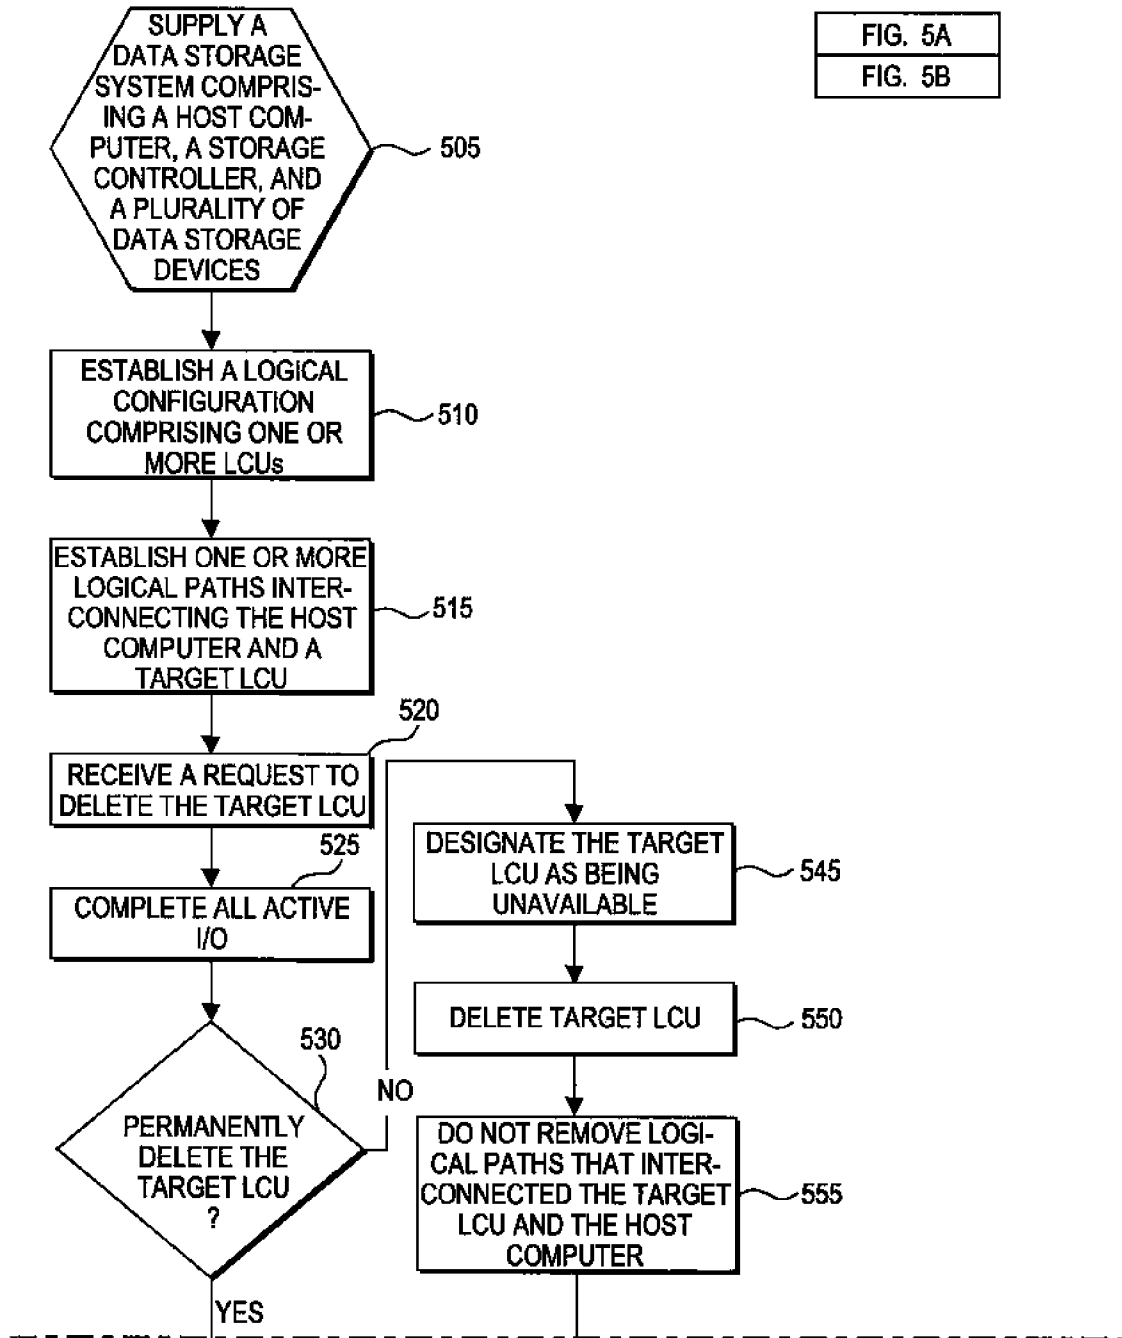 SUPPLY A
DATA STORAGE
SYSTEM COMPRIS-
ING A HOST COM-
PUTER, A STORAGE
CONTROLLER, AND
A PLURALITY OF
DATA STORAGE
DEVICES
505
FIG. 5A
FIG. 5B
ESTABLISH A LOGICAL
CONFIGURATION
COMPRISING ONE OR
MORE LCUs
510
ESTABLISH ONE OR MORE
LOGICAL PATHS INTER-
CONNECTING THE HOST
COMPUTER AND A
TARGET LCU
515
520
RECEIVE A REQUEST TO
DELETE THE TARGET LCU
525
COMPLETE ALL ACTIVE
I/O
530
PERMANENTLY
DELETE THE
TARGET LCU
?
NO
YES
DESIGNATE THE TARGET
LCU AS BEING
UNAVAILABLE
545
DELETE TARGET LCU
550
DO NOT REMOVE LOGI-
CAL PATHS THAT INTER-
CONNECTED THE TARGET
LCU AND THE HOST
COMPUTER
555